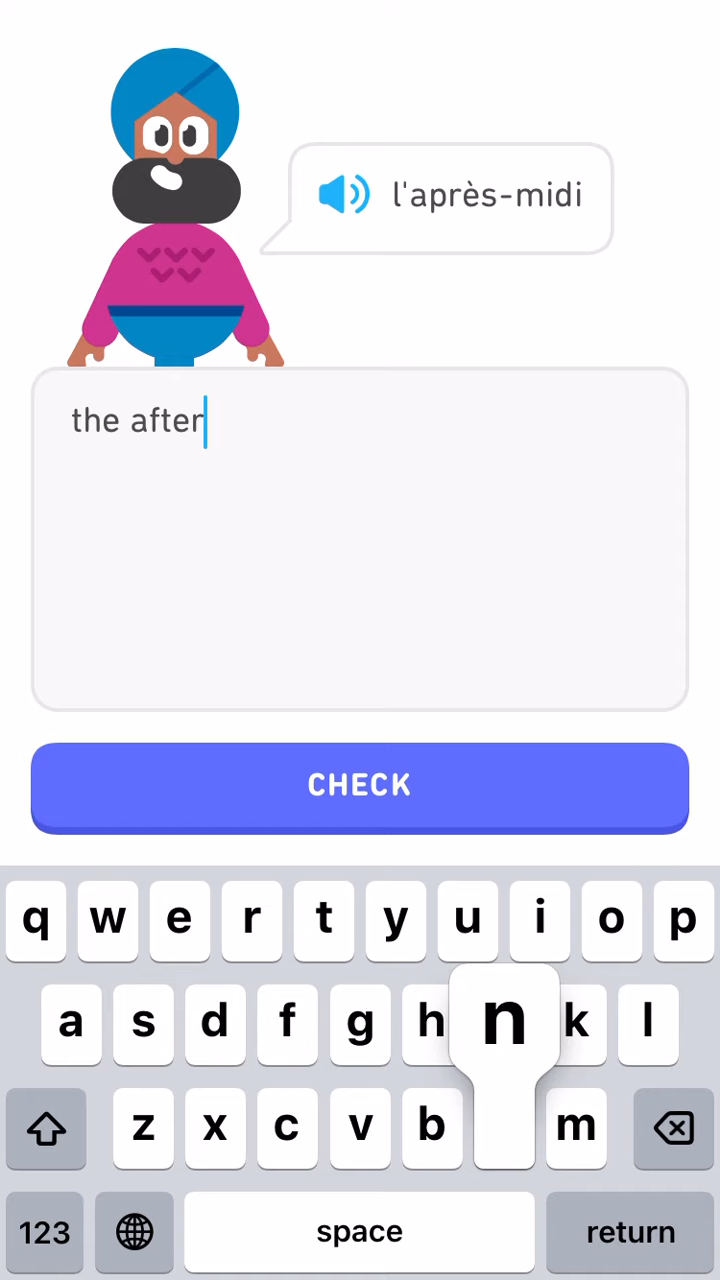 l'après-midi
the after
CHECK
q w e r t y u i o p
a s d f g h n k l
z x c v b m
123 space return